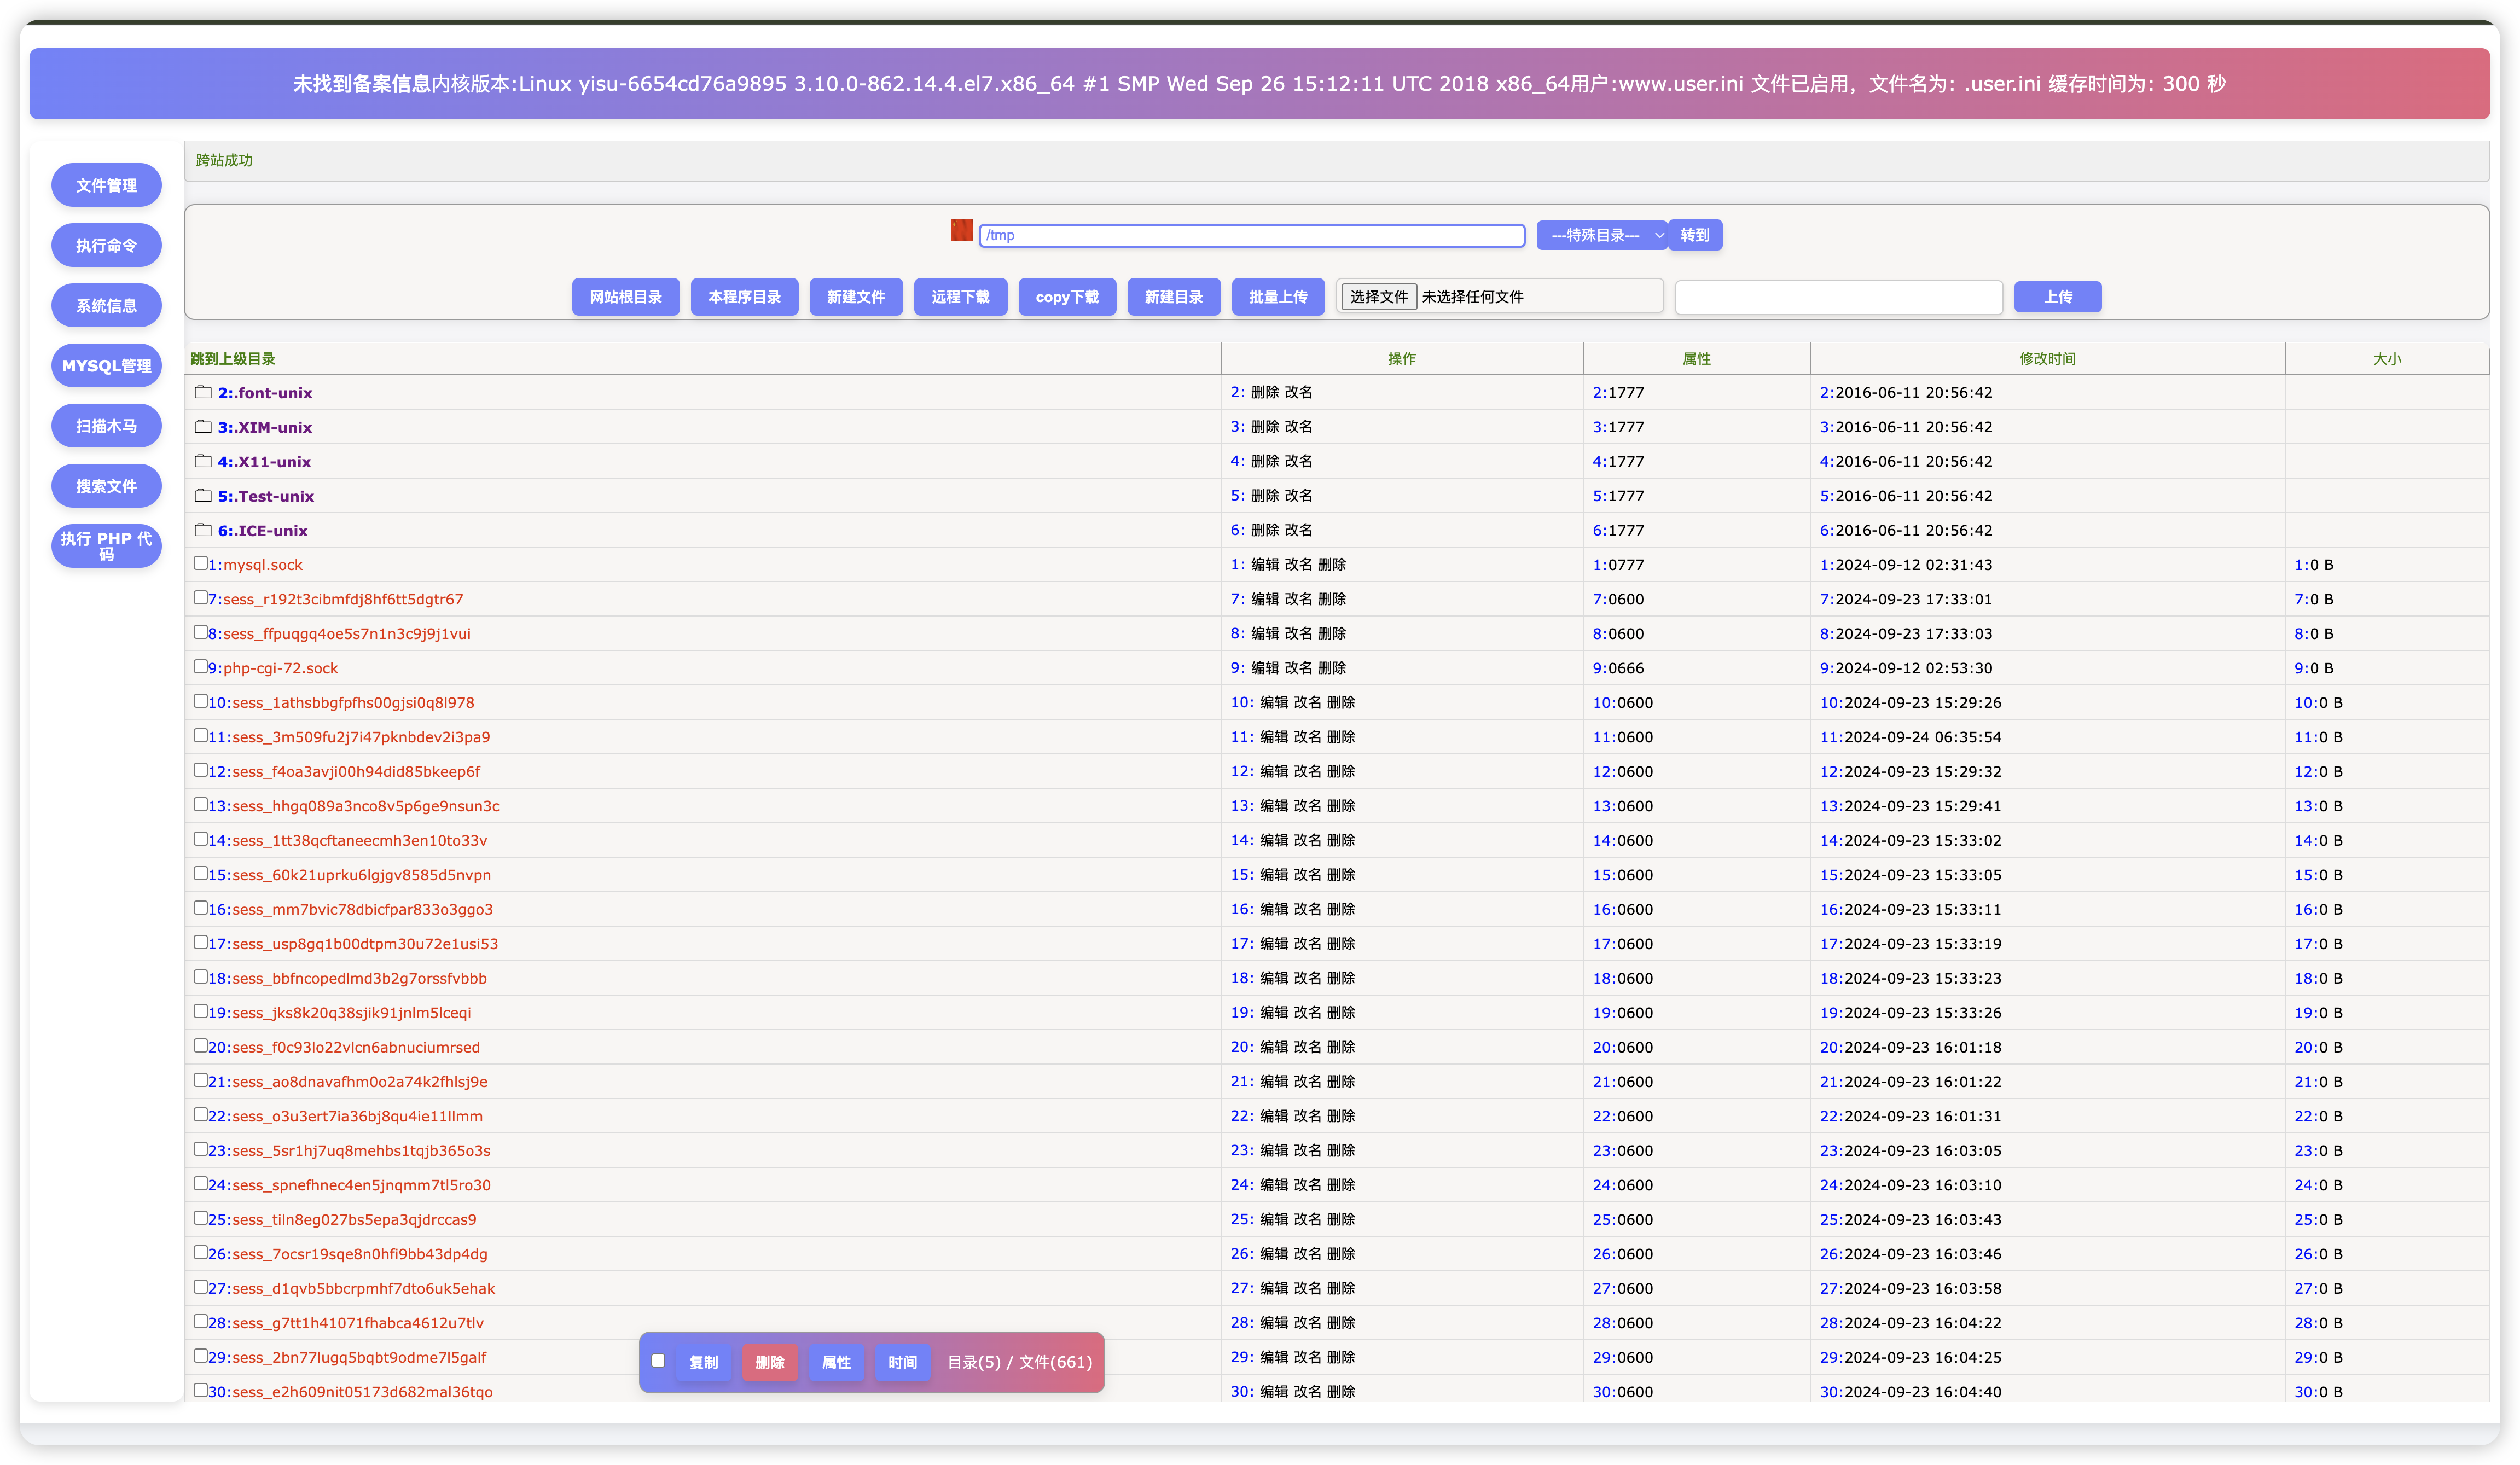 未找到备案信息内核版本:Linux yisu-6654cd76a9895 3.10.0-862.14.4.el7.x86_64 #1 SMP Wed Sep 26 15:12:11 UTC 2018 x86_64用户:www.user.ini 文件已启用，文件名为: .user.ini 缓存时间为: 300 秒
文件管理
执行命令
系统信息
MYSQL管理
扫描木马
搜索文件
执行 PHP 代
码
跨站成功
/tmp ---特殊目录--- 转到
网站根目录 本程序目录 新建文件 远程下载 copy下载 新建目录 批量上传 选择文件 未选择任何文件 上传
跳到上级目录 操作 属性 修改时间 大小
2:.font-unix 2: 删除 改名 2:1777 2:2016-06-11 20:56:42
3:.XIM-unix 3: 删除 改名 3:1777 3:2016-06-11 20:56:42
4:.X11-unix 4: 删除 改名 4:1777 4:2016-06-11 20:56:42
5:.Test-unix 5: 删除 改名 5:1777 5:2016-06-11 20:56:42
6:.ICE-unix 6: 删除 改名 6:1777 6:2016-06-11 20:56:42
1:mysql.sock 1: 编辑 改名 删除 1:0777 1:2024-09-12 02:31:43 1:0 B
7:sess_r192t3cibmfdj8hf6tt5dgtr67 7: 编辑 改名 删除 7:0600 7:2024-09-23 17:33:01 7:0 B
8:sess_ffpuqgq4oe5s7n1n3c9j9j1vui 8: 编辑 改名 删除 8:0600 8:2024-09-23 17:33:03 8:0 B
9:php-cgi-72.sock 9: 编辑 改名 删除 9:0666 9:2024-09-12 02:53:30 9:0 B
10:sess_1athsbbgfpfhs00gjsi0q8l978 10: 编辑 改名 删除 10:0600 10:2024-09-23 15:29:26 10:0 B
11:sess_3m509fu2j7i47pknbdev2i3pa9 11: 编辑 改名 删除 11:0600 11:2024-09-24 06:35:54 11:0 B
12:sess_f4oa3avji00h94did85bkeep6f 12: 编辑 改名 删除 12:0600 12:2024-09-23 15:29:32 12:0 B
13:sess_hhgq089a3nco8v5p6ge9nsun3c 13: 编辑 改名 删除 13:0600 13:2024-09-23 15:29:41 13:0 B
14:sess_1tt38qcftaneecmh3en10to33v 14: 编辑 改名 删除 14:0600 14:2024-09-23 15:33:02 14:0 B
15:sess_60k21uprku6lgjgv8585d5nvpn 15: 编辑 改名 删除 15:0600 15:2024-09-23 15:33:05 15:0 B
16:sess_mm7bvic78dbicfpar833o3ggo3 16: 编辑 改名 删除 16:0600 16:2024-09-23 15:33:11 16:0 B
17:sess_usp8gq1b00dtpm30u72e1usi53 17: 编辑 改名 删除 17:0600 17:2024-09-23 15:33:19 17:0 B
18:sess_bbfncopedlmd3b2g7orssfvbbb 18: 编辑 改名 删除 18:0600 18:2024-09-23 15:33:23 18:0 B
19:sess_jks8k20q38sjik91jnlm5lceqi 19: 编辑 改名 删除 19:0600 19:2024-09-23 15:33:26 19:0 B
20:sess_f0c93lo22vlcn6abnuciumrsed 20: 编辑 改名 删除 20:0600 20:2024-09-23 16:01:18 20:0 B
21:sess_ao8dnavafhm0o2a74k2fhlsj9e 21: 编辑 改名 删除 21:0600 21:2024-09-23 16:01:22 21:0 B
22:sess_o3u3ert7ia36bj8qu4ie11llmm 22: 编辑 改名 删除 22:0600 22:2024-09-23 16:01:31 22:0 B
23:sess_5sr1hj7uq8mehbs1tqjb365o3s 23: 编辑 改名 删除 23:0600 23:2024-09-23 16:03:05 23:0 B
24:sess_spnefhnec4en5jnqmm7tl5ro30 24: 编辑 改名 删除 24:0600 24:2024-09-23 16:03:10 24:0 B
25:sess_tiln8eg027bs5epa3qjdrccas9 25: 编辑 改名 删除 25:0600 25:2024-09-23 16:03:43 25:0 B
26:sess_7ocsr19sqe8n0hfi9bb43dp4dg 26: 编辑 改名 删除 26:0600 26:2024-09-23 16:03:46 26:0 B
27:sess_d1qvb5bbcrpmhf7dto6uk5ehak 27: 编辑 改名 删除 27:0600 27:2024-09-23 16:03:58 27:0 B
28:sess_g7tt1h41071fhabca4612u7tlv 28: 编辑 改名 删除 28:0600 28:2024-09-23 16:04:22 28:0 B
29:sess_2bn77lugq5bqbt9odme7l5galf 29: 编辑 改名 删除 29:0600 29:2024-09-23 16:04:25 29:0 B
30:sess_e2h609nit05173d682mal36tqo 30: 编辑 改名 删除 30:0600 30:2024-09-23 16:04:40 30:0 B
复制 删除 属性 时间 目录(5) / 文件(661)